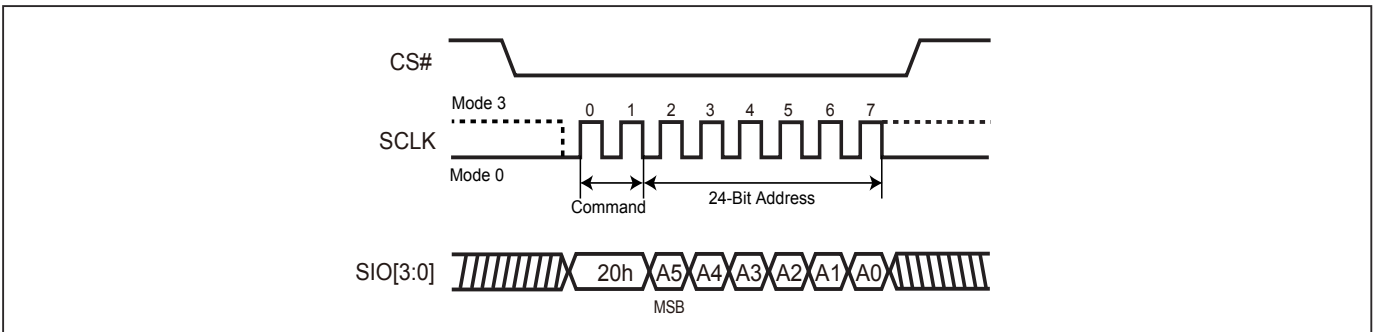 CS#
Mode 3
0 1 2 3 4 5 6 7
SCLK
Mode 0
Command
24-Bit Address
SIO[3:0]
20h A5 A4 A3 A2 A1 A0
MSB